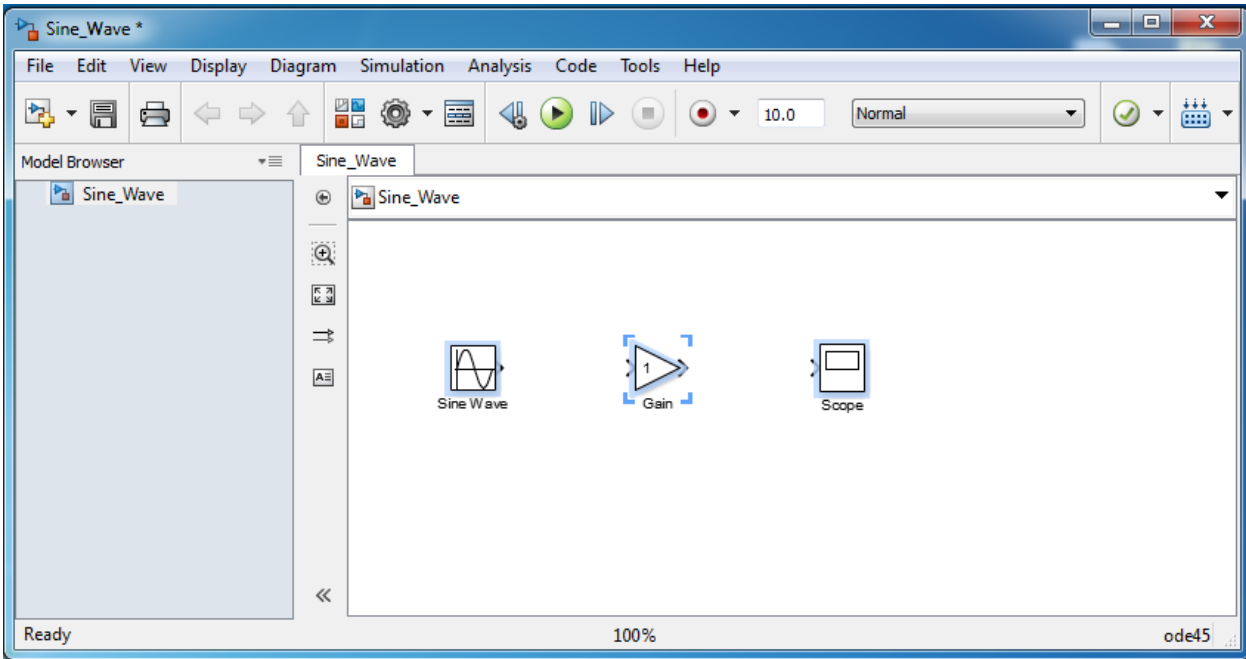 Sine_Wave *
File Edit View Display Diagram Simulation Analysis Code Tools Help
10.0 Normal
Model Browser Sine_Wave
Sine_Wave Sine_Wave
A
1
Sine Wave Gain Scope
Ready 100% ode45